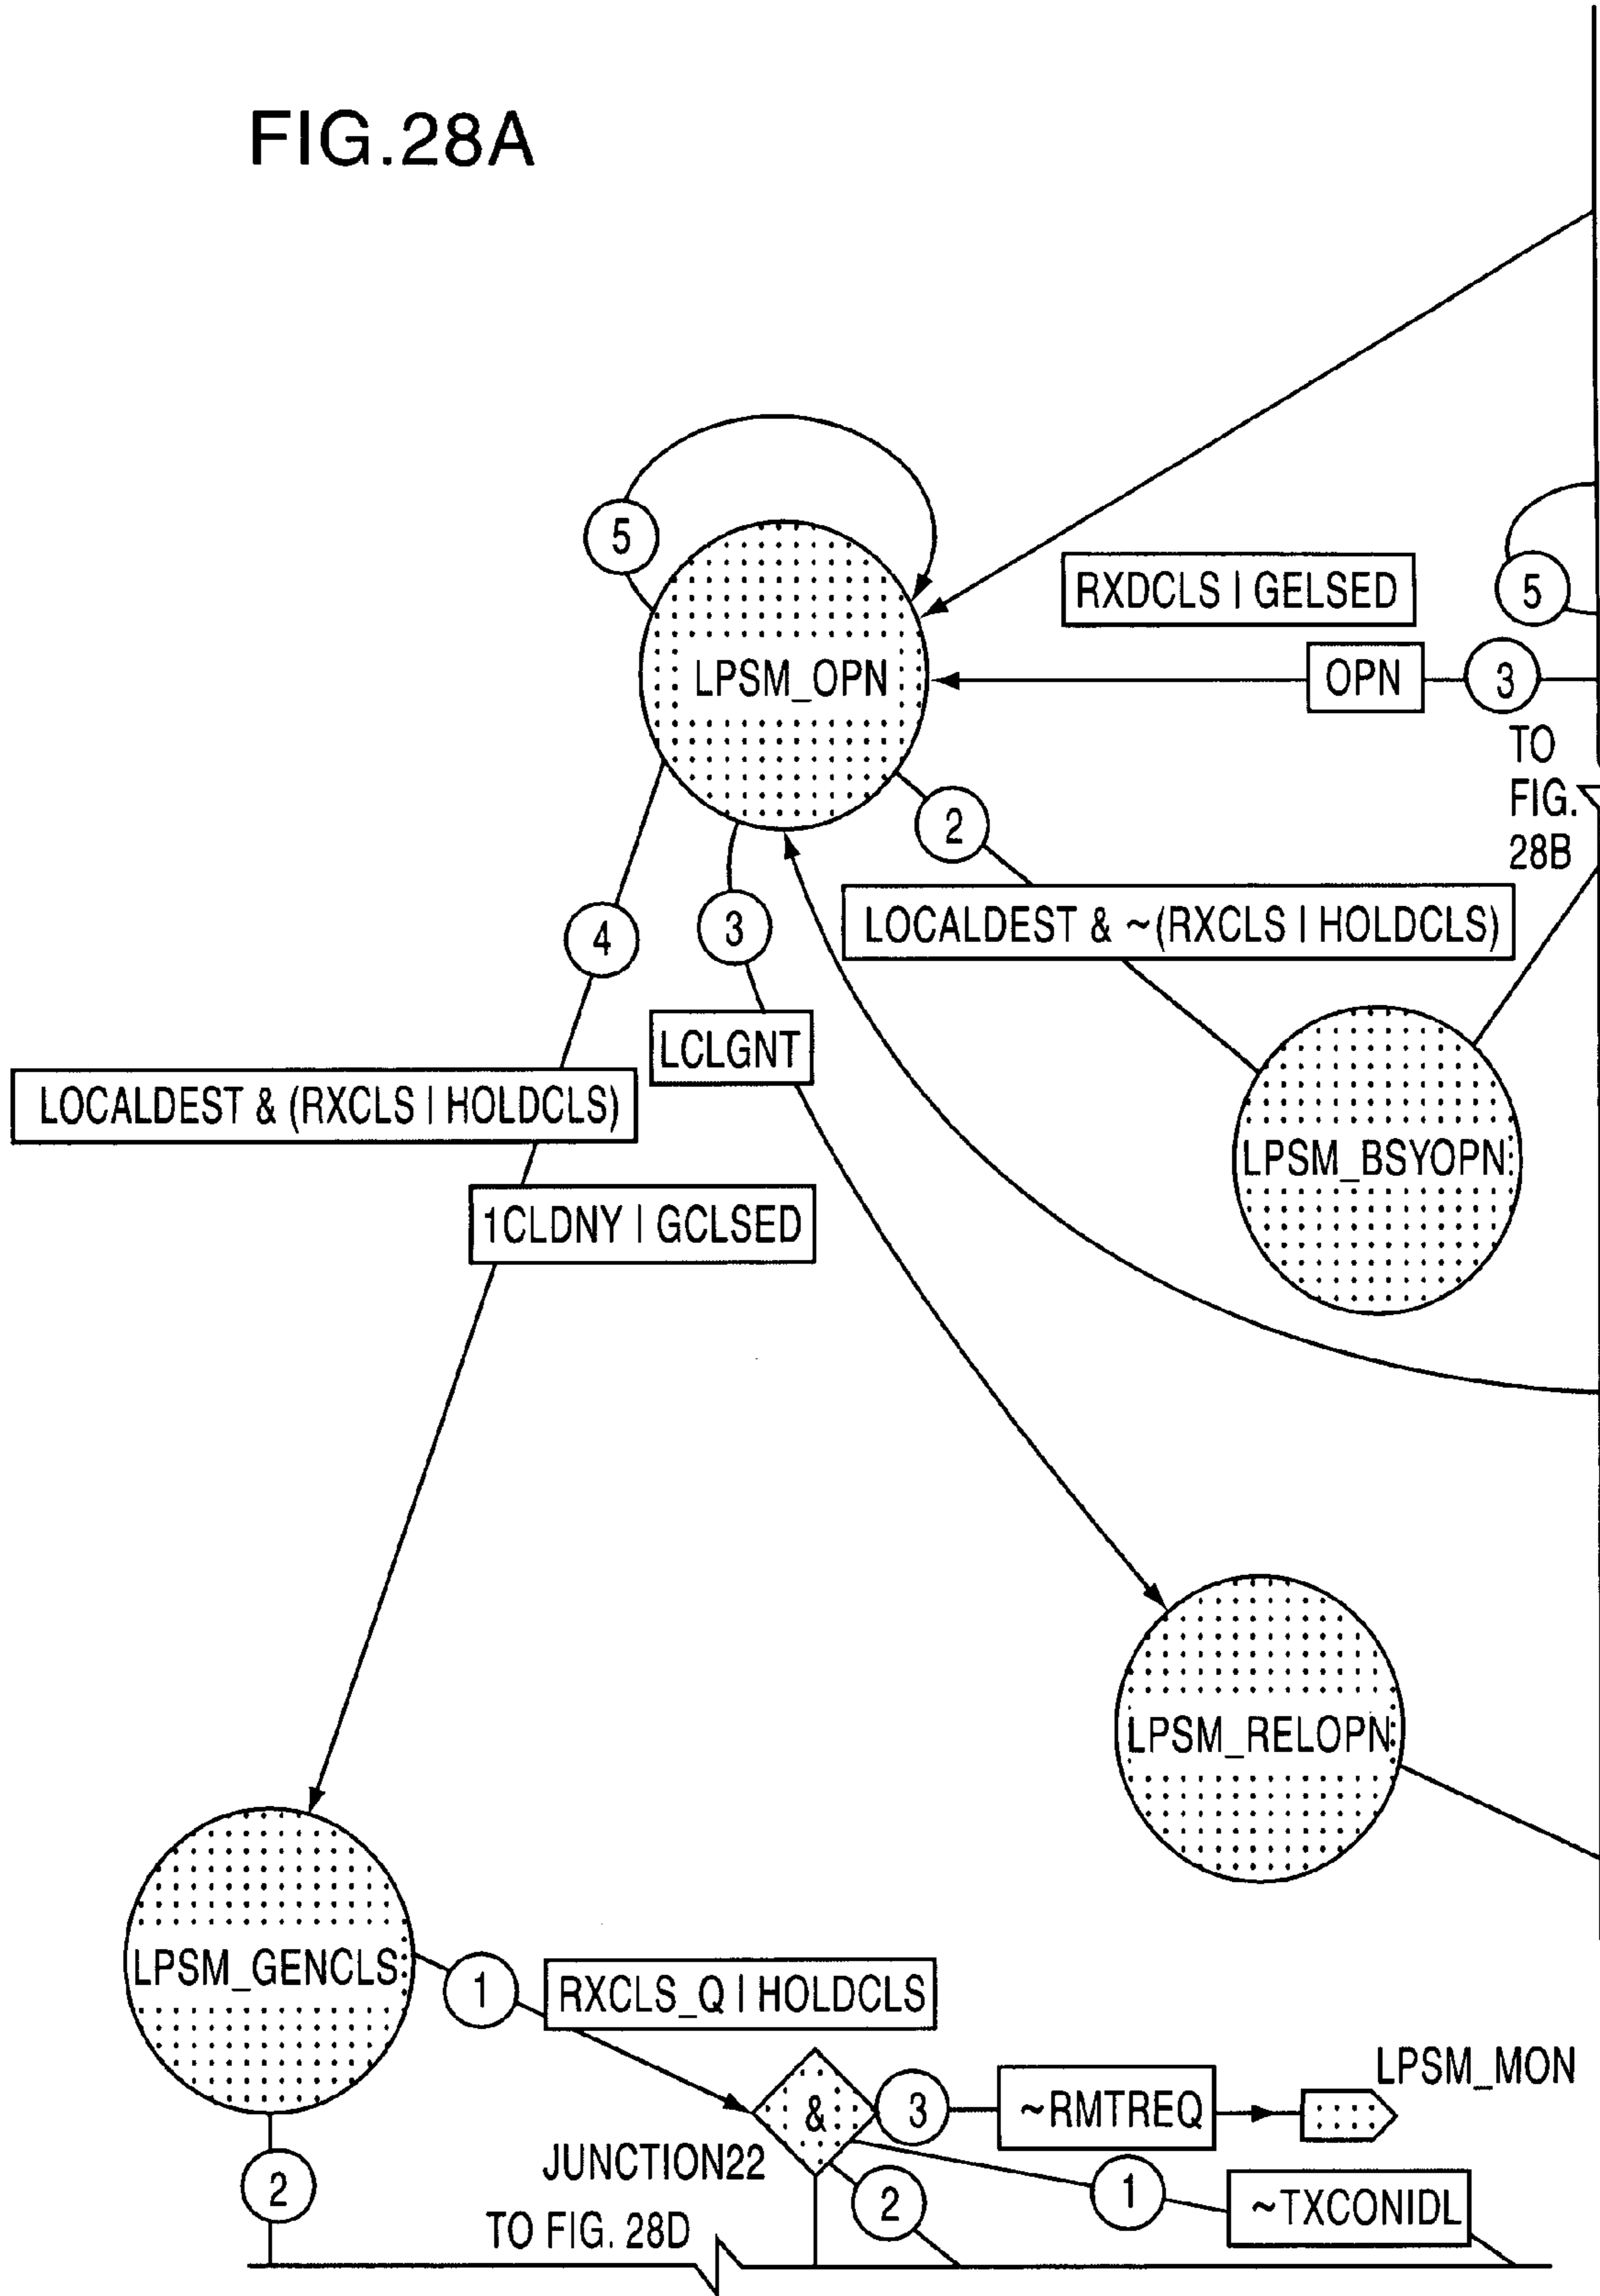 FIG.28A
5
RXDCLS | GELSED
5
LPSM_OPN
OPN
3
TO
FIG.
28B
2
4
3
LOCALDEST & ~(RXCLS | HOLDCLS)
LCLGNT
LOCALDEST & (RXCLS | HOLDCLS)
LPSM_BSYOPN
1CLDNY | GCLSED
LPSM_RELOPN
LPSM_GENCLS
1
RXCLS_Q | HOLDCLS
LPSM_MON
&
3
~RMTREQ
JUNCTION22
2
2
1
~TXCONIDL
TO FIG. 28D